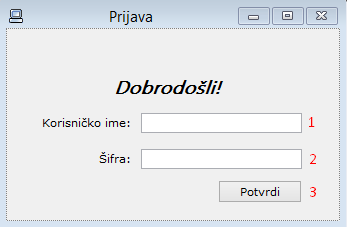 Prijava
Dobrodošli!
Korisničko ime: 1
Šifra: 2
Potvrdi 3